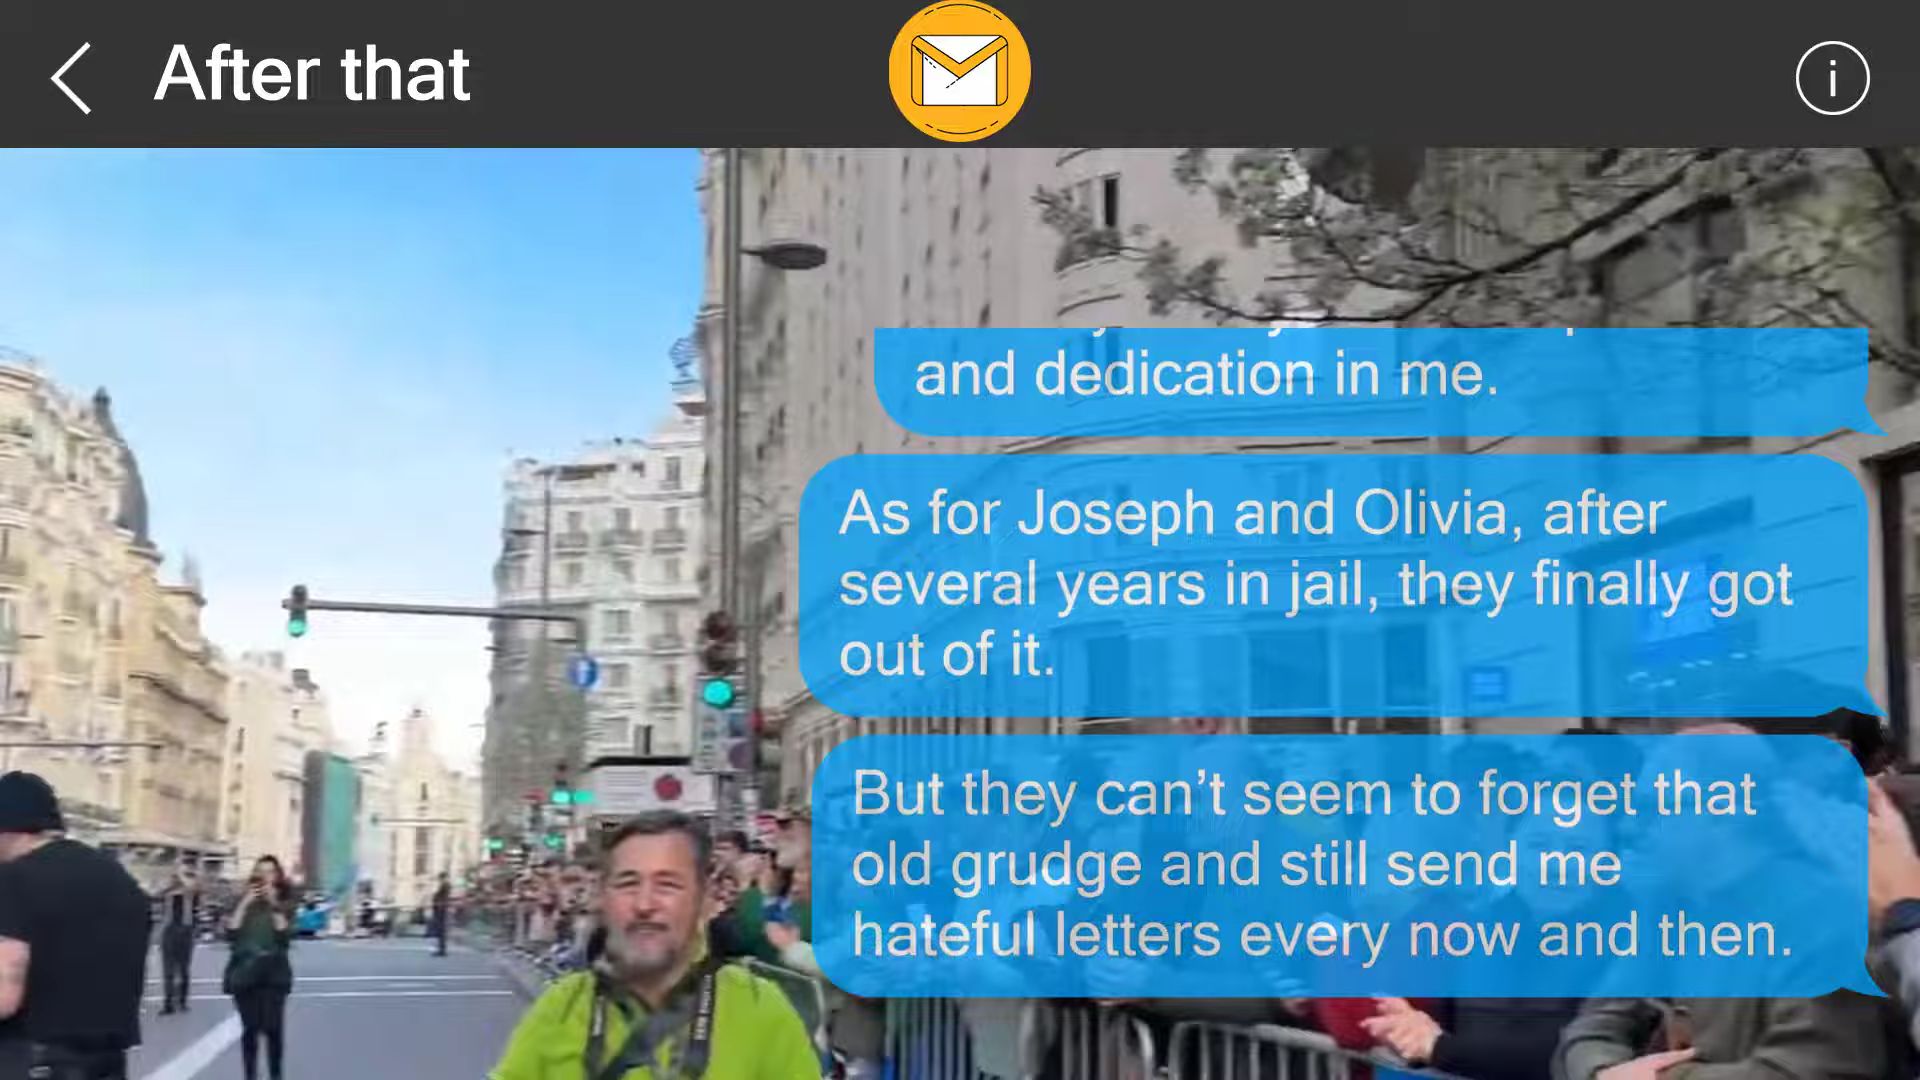 After that
and dedication in me.
As for Joseph and Olivia, after
several years in jail, they finally got
out of it.
But they can’t seem to forget that
old grudge and still send me
hateful letters every now and then.